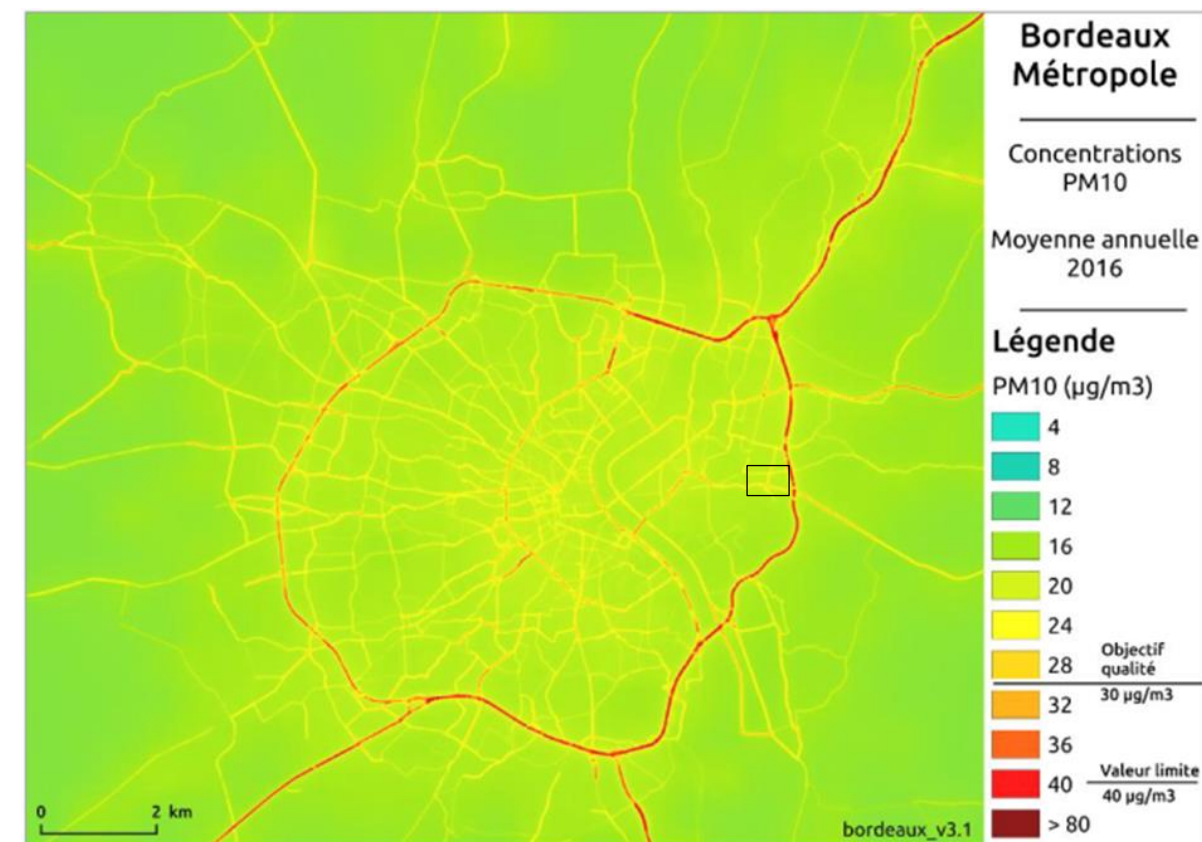 Bordeaux
Métropole
Concentrations
PM10
Moyenne annuelle
2016
Légende
PM10 (µg/m3)
4
8
12
16
20
24
28 Objectif
qualité
30 µg/m3
32
36
40 Valeur limite
40 µg/m3
> 80
0 2 km
bordeaux_v3.1